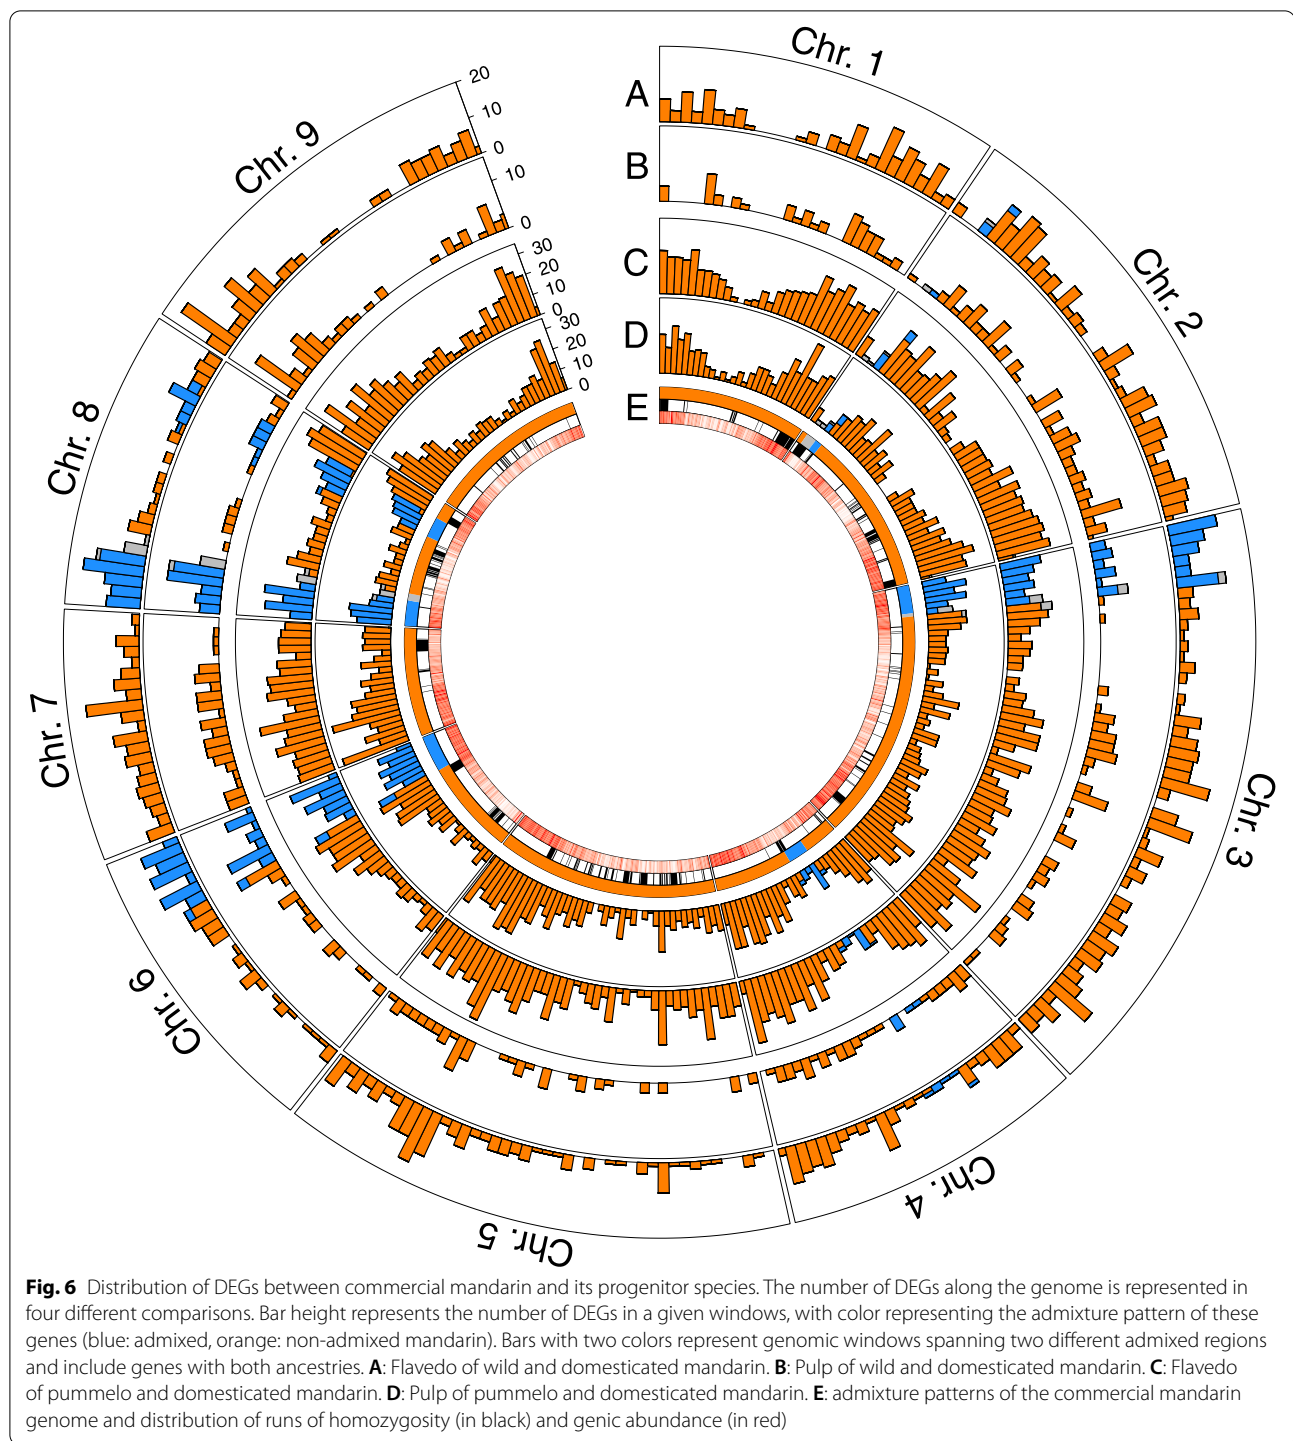 Chr. 1
Chr. 2
Chr. 3
Chr. 4
Chr. 5
Chr. 6
Chr. 7
Chr. 8
Chr. 9
20
10
0
10
0
30
20
10
0
30
20
10
0
A
B
C
D
E
Fig. 6 Distribution of DEGs between commercial mandarin and its progenitor species. The number of DEGs along the genome is represented in
four different comparisons. Bar height represents the number of DEGs in a given windows, with color representing the admixture pattern of these
genes (blue: admixed, orange: non-admixed mandarin). Bars with two colors represent genomic windows spanning two different admixed regions
and include genes with both ancestries. A: Flavedo of wild and domesticated mandarin. B: Pulp of wild and domesticated mandarin. C: Flavedo
of pummelo and domesticated mandarin. D: Pulp of pummelo and domesticated mandarin. E: admixture patterns of the commercial mandarin
genome and distribution of runs of homozygosity (in black) and genic abundance (in red)